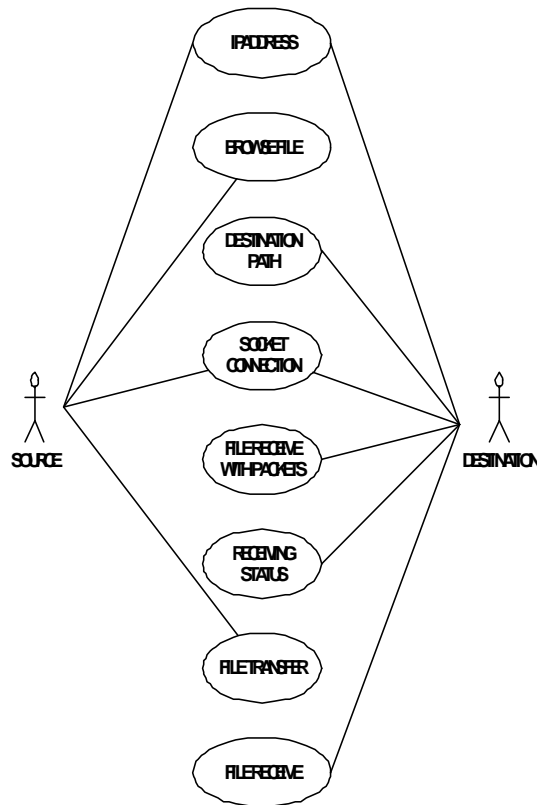 IPADDRESS
BROWSEFILE
DESTINATION
PATH
SOCKET
CONNECTION
SOURCE
DESTINATION
FILERECEIVE
WITHPACKETS
RECEIVING
STATUS
FILETRANSFER
FILERECEIVE